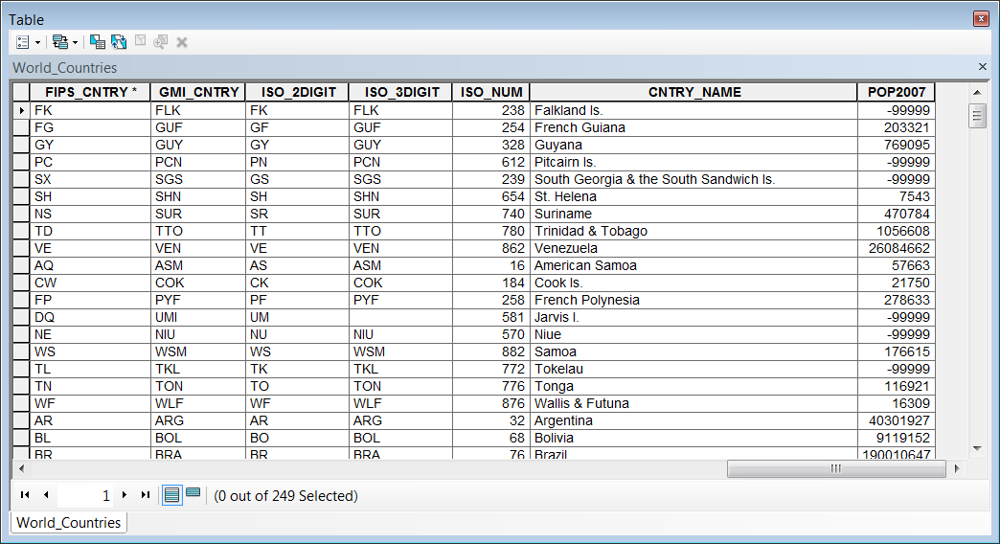 Table
World_Countries
FIPS_CNTRY * GMI_CNTRY ISO_2DIGIT ISO_3DIGIT ISO_NUM CNTRY_NAME POP2007
FK FLK FK FLK 238 Falkland Is. -99999
FG GUF GF GUF 254 French Guiana 203321
GY GUY GY GUY 328 Guyana 769095
PC PCN PN PCN 612 Pitcairn Is. -99999
SX SGS GS SGS 239 South Georgia & the South Sandwich Is. -99999
SH SHN SH SHN 654 St. Helena 7543
NS SUR SR SUR 740 Suriname 470784
TD TTO TT TTO 780 Trinidad & Tobago 1056608
VE VEN VE VEN 862 Venezuela 26084662
AQ ASM AS ASM 16 American Samoa 57663
CW COK CK COK 184 Cook Is. 21750
FP PYF PF PYF 258 French Polynesia 278633
DQ UMI UM 581 Jarvis I. -99999
NE NIU NU NIU 570 Niue -99999
WS WSM WS WSM 882 Samoa 176615
TL TKL TK TKL 772 Tokelau -99999
TN TON TO TON 776 Tonga 116921
WF WLF WF WLF 876 Wallis & Futuna 16309
AR ARG AR ARG 32 Argentina 40301927
BL BOL BO BOL 68 Bolivia 9119152
BR BRA BR BRA 76 Brazil 190010647
1 (0 out of 249 Selected)
World_Countries